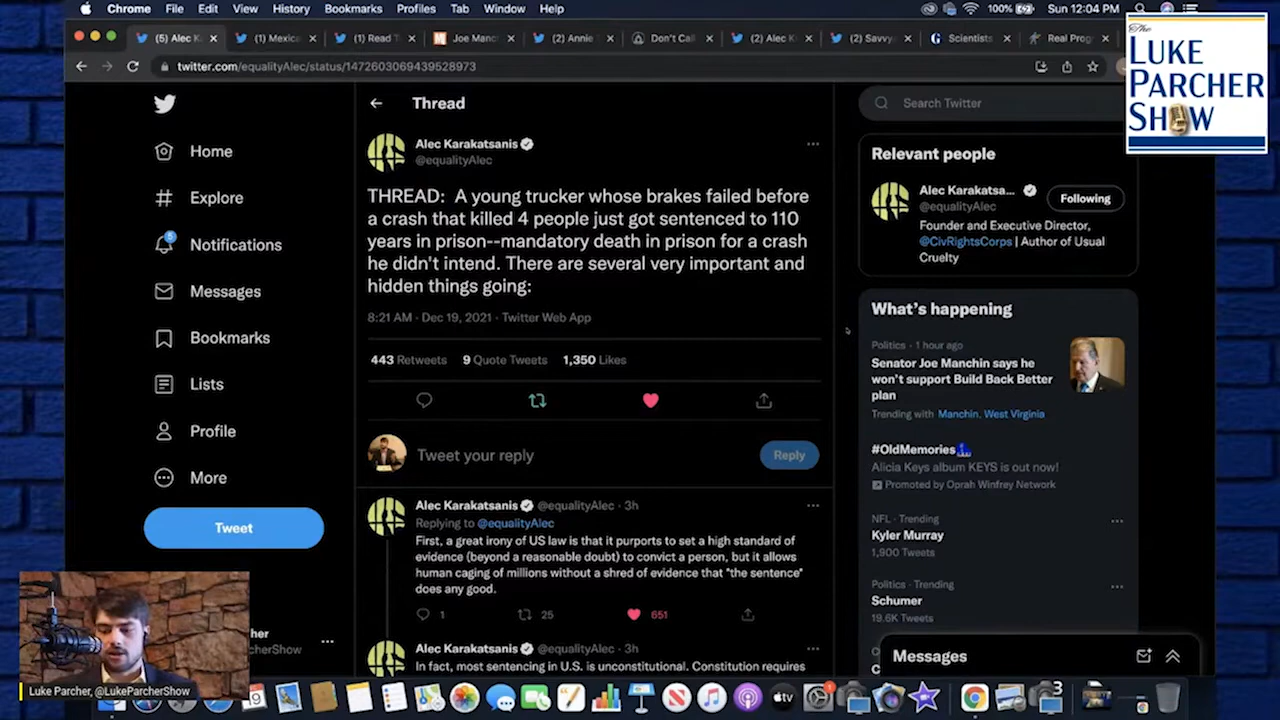 Chrome File Edit View History Bookmarks Profiles Tab Window Help
100% Sun 12:04 PM
(5) Alec K
(1) Mexica
(1) Read T
Joe Manc
(2) Annie
Don't Cal
(2) Alec K
(2) Savvy
Scientists
Real Prog
twitter.com/equalityAlec/status/1472603069439528973
The
LUKE
PARCHER
SHOW
Home
Explore
5
Notifications
Messages
Bookmarks
Lists
Profile
More
Tweet
Thread
Alec Karakatsanis
@equalityAlec
THREAD: A young trucker whose brakes failed before
a crash that killed 4 people just got sentenced to 110
years in prison--mandatory death in prison for a crash
he didn't intend. There are several very important and
hidden things going:
8:21 AM · Dec 19, 2021 · Twitter Web App
443 Retweets 9 Quote Tweets 1,350 Likes
Tweet your reply
Reply
Alec Karakatsanis @equalityAlec · 3h
Replying to @equalityAlec
First, a great irony of US law is that it purports to set a high standard of
evidence (beyond a reasonable doubt) to convict a person, but it allows
human caging of millions without a shred of evidence that "the sentence"
does any good.
1 25 651
Alec Karakatsanis @equalityAlec · 3h
In fact, most sentencing in U.S. is unconstitutional. Constitution requires
Search Twitter
Relevant people
Alec Karakatsa...
@equalityAlec
Following
Founder and Executive Director,
@CivRightsCorps | Author of Usual
Cruelty
What's happening
Politics · 1 hour ago
Senator Joe Manchin says he
won't support Build Back Better
plan
Trending with Manchin, West Virginia
#OldMemories
Alicia Keys album KEYS is out now!
Promoted by Oprah Winfrey Network
NFL · Trending
Kyler Murray
1,900 Tweets
Politics · Trending
Schumer
19.6K Tweets
Messages
her
cherShow
Luke Parcher, @LukeParcherShow
9
tv
1
3